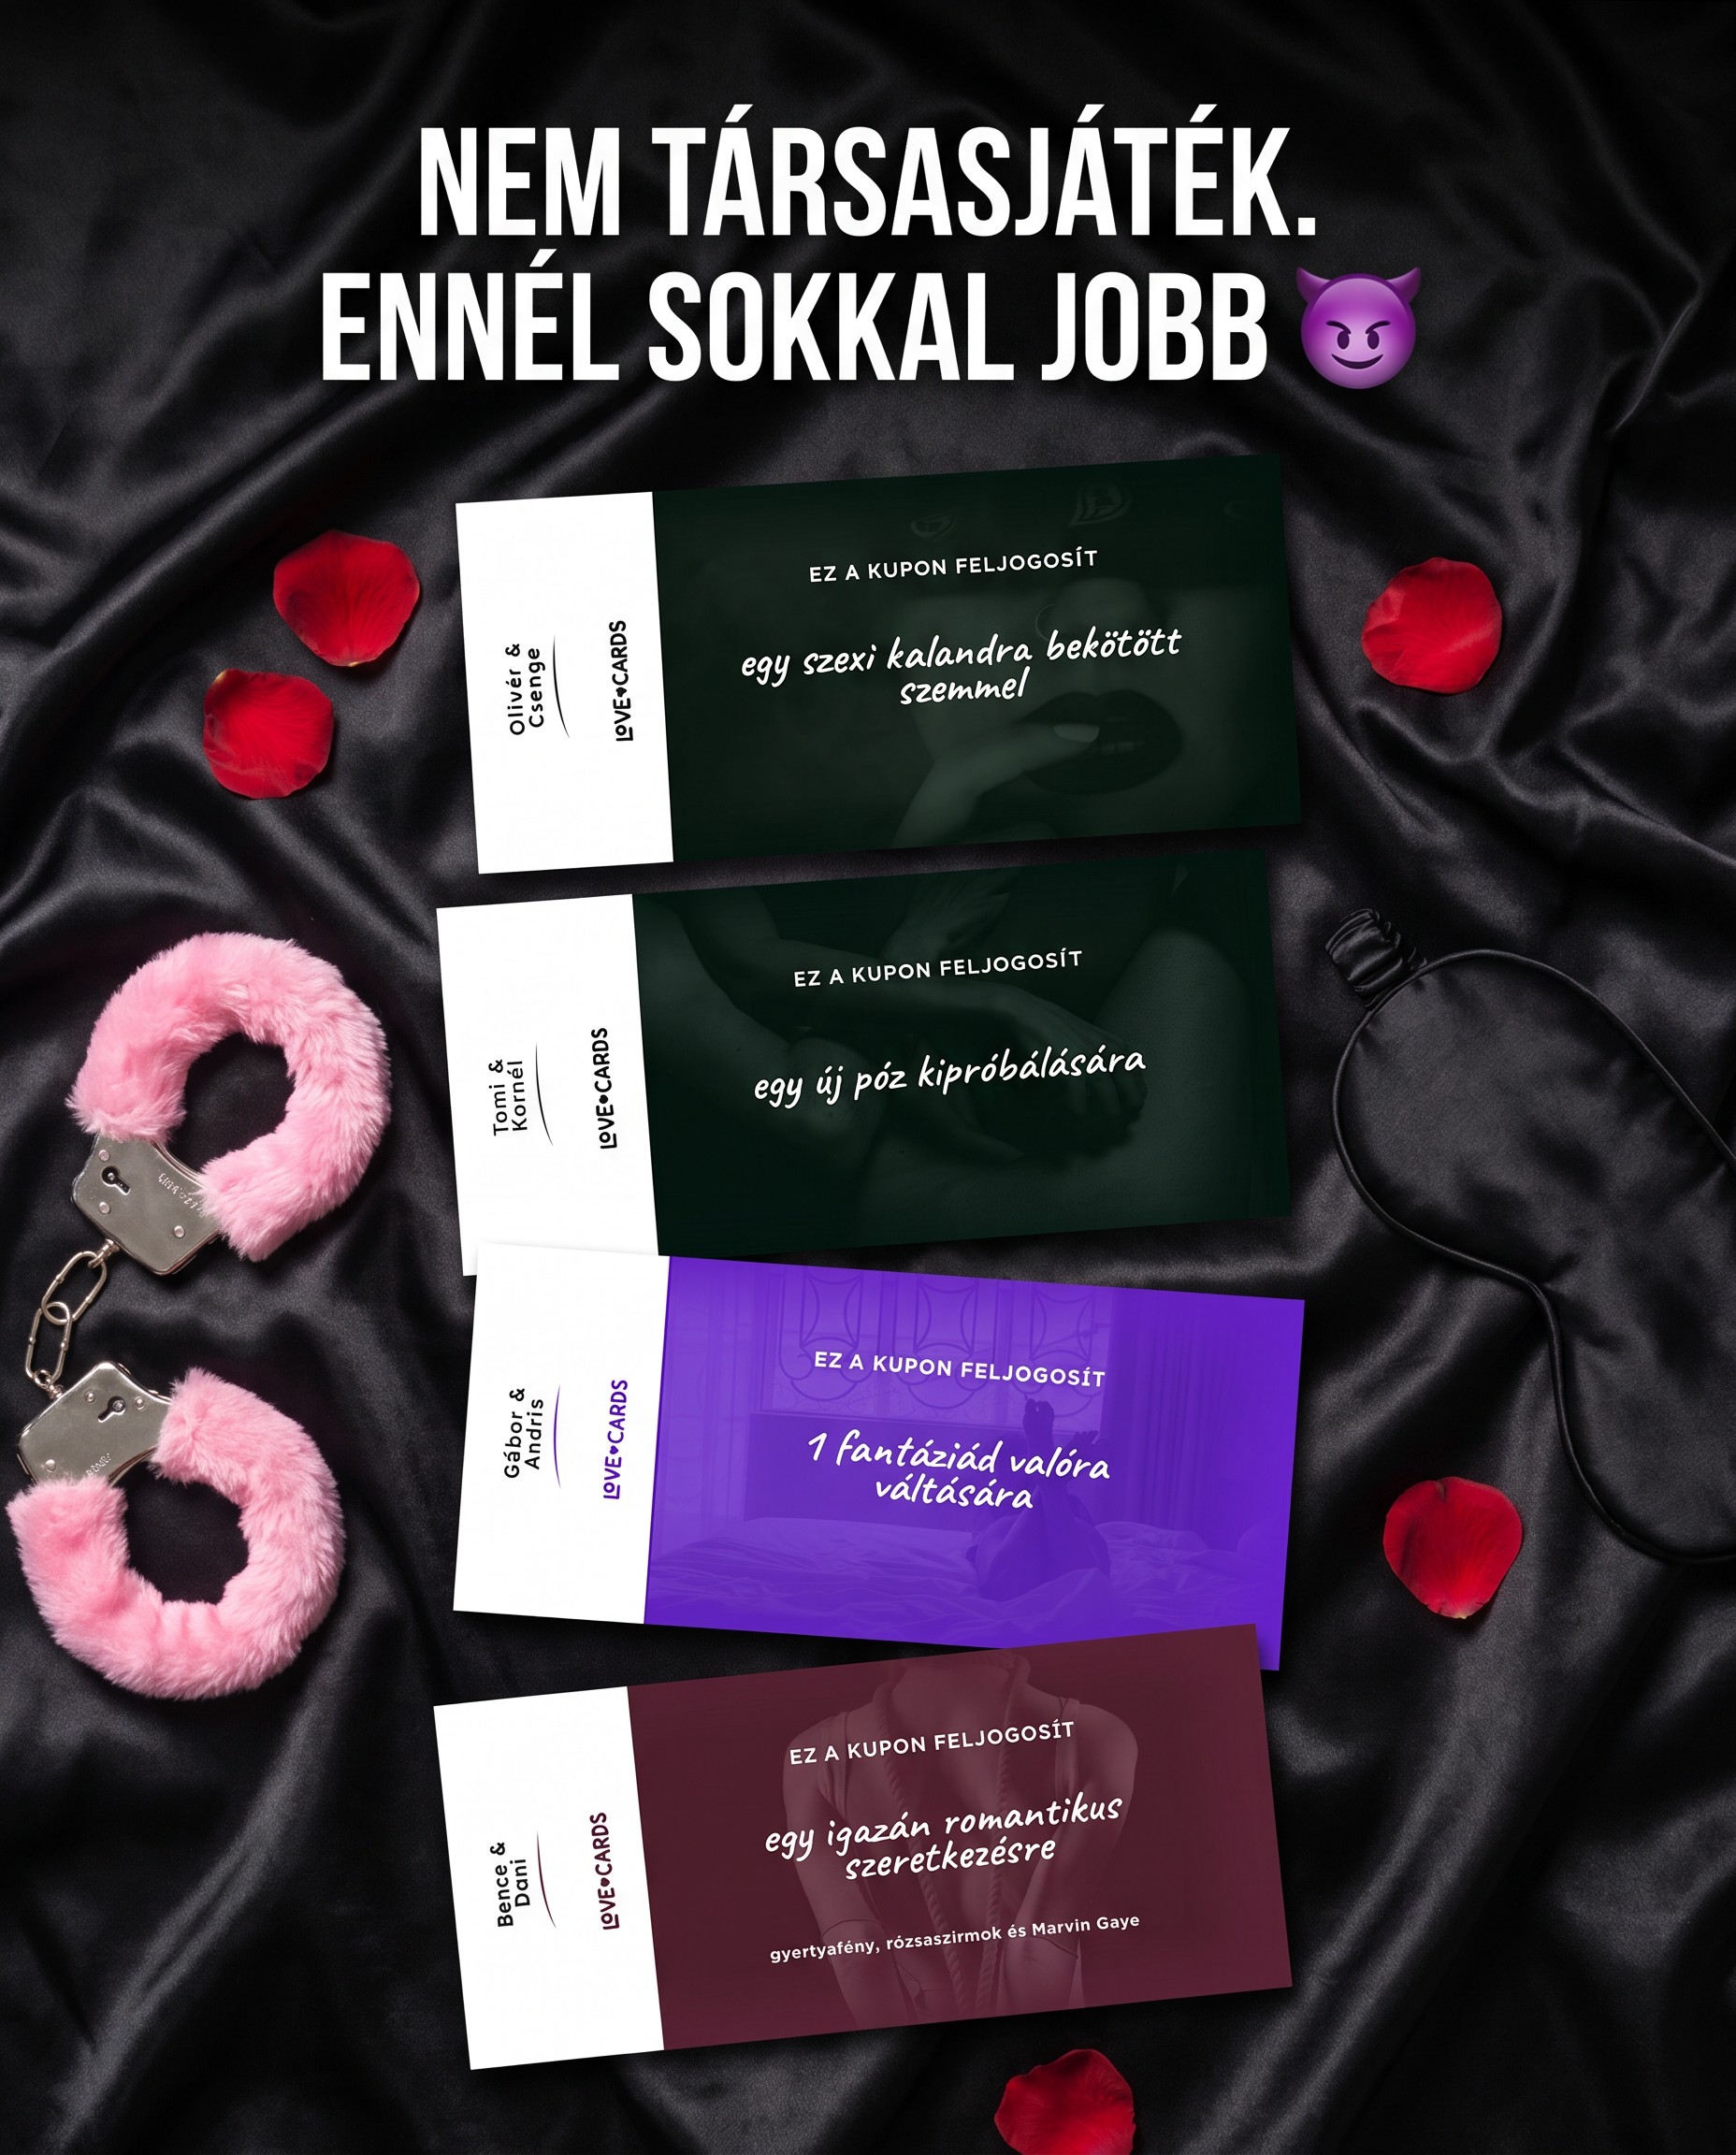 NEM TÁRSASJÁTÉK.
ENNÉL SOKKAL JOBB 😈
Olivér &
Csenge
LOVE♥CARDS
EZ A KUPON FELJOGOSÍT
egy szexi kalandra bekötött
szemmel
Tomi &
Kornél
LOVE♥CARDS
EZ A KUPON FELJOGOSÍT
egy új póz kipróbálására
Gábor &
Andris
LOVE♥CARDS
EZ A KUPON FELJOGOSÍT
1 fantáziád valóra
váltására
Bence &
Dani
LOVE♥CARDS
EZ A KUPON FELJOGOSÍT
egy igazán romantikus
szeretkezésre
gyertyafény, rózsaszirmok és Marvin Gaye